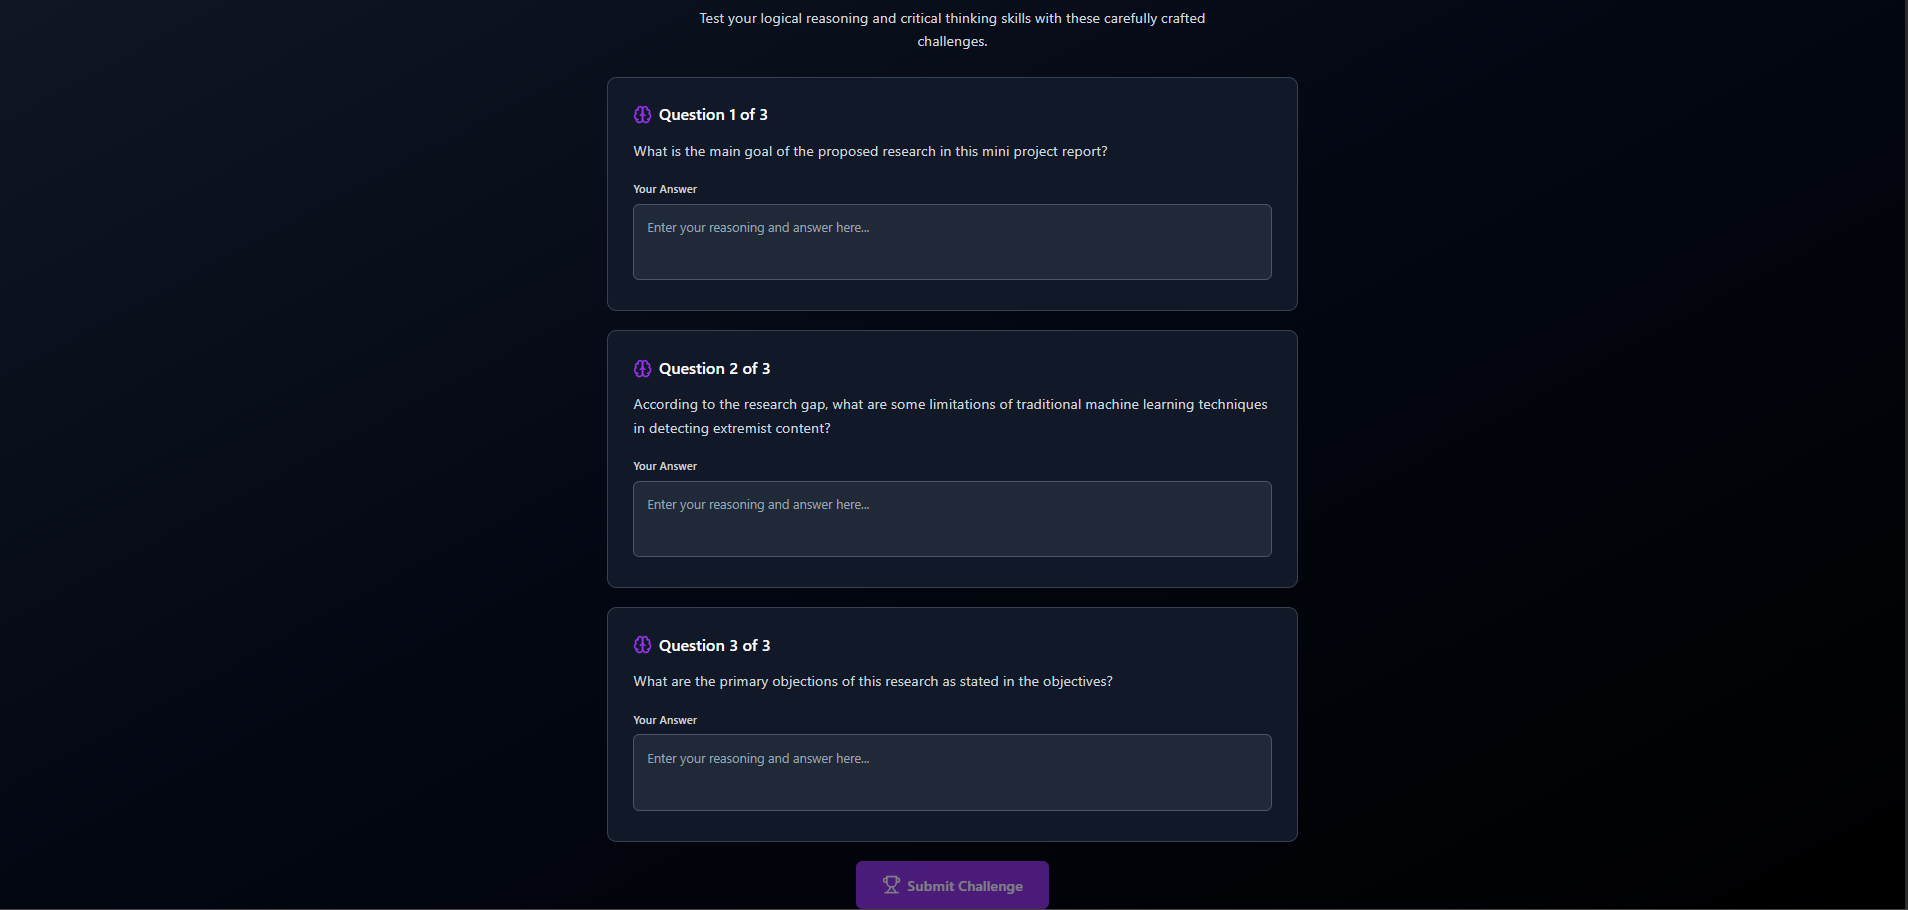 Test your logical reasoning and critical thinking skills with these carefully crafted
challenges.
Question 1 of 3
What is the main goal of the proposed research in this mini project report?
Your Answer
Enter your reasoning and answer here...
Question 2 of 3
According to the research gap, what are some limitations of traditional machine learning techniques
in detecting extremist content?
Your Answer
Enter your reasoning and answer here...
Question 3 of 3
What are the primary objections of this research as stated in the objectives?
Your Answer
Enter your reasoning and answer here...
Submit Challenge